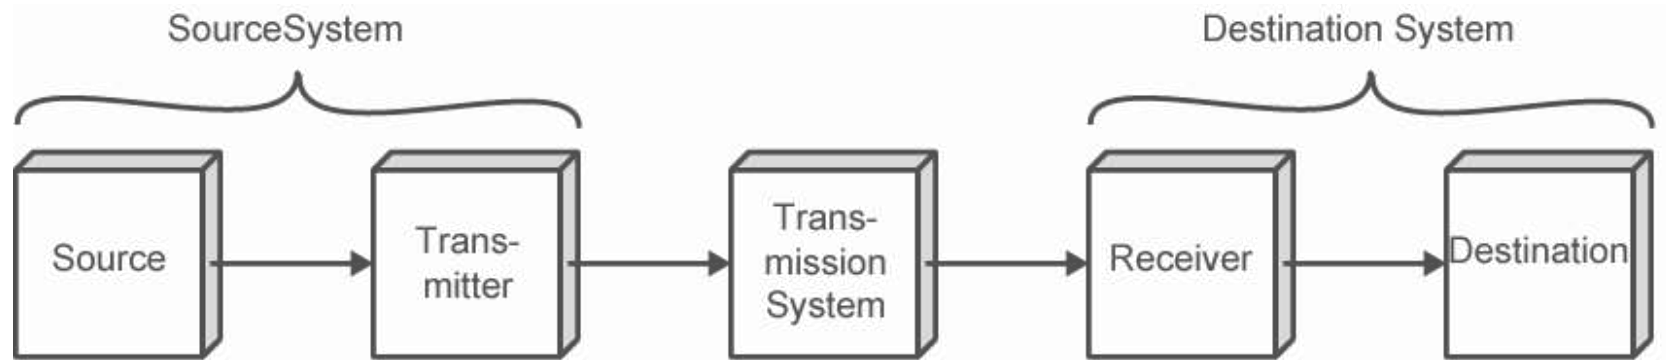 SourceSystem
Destination System
Source
Trans-
mitter
Trans-
mission
System
Receiver
Destination